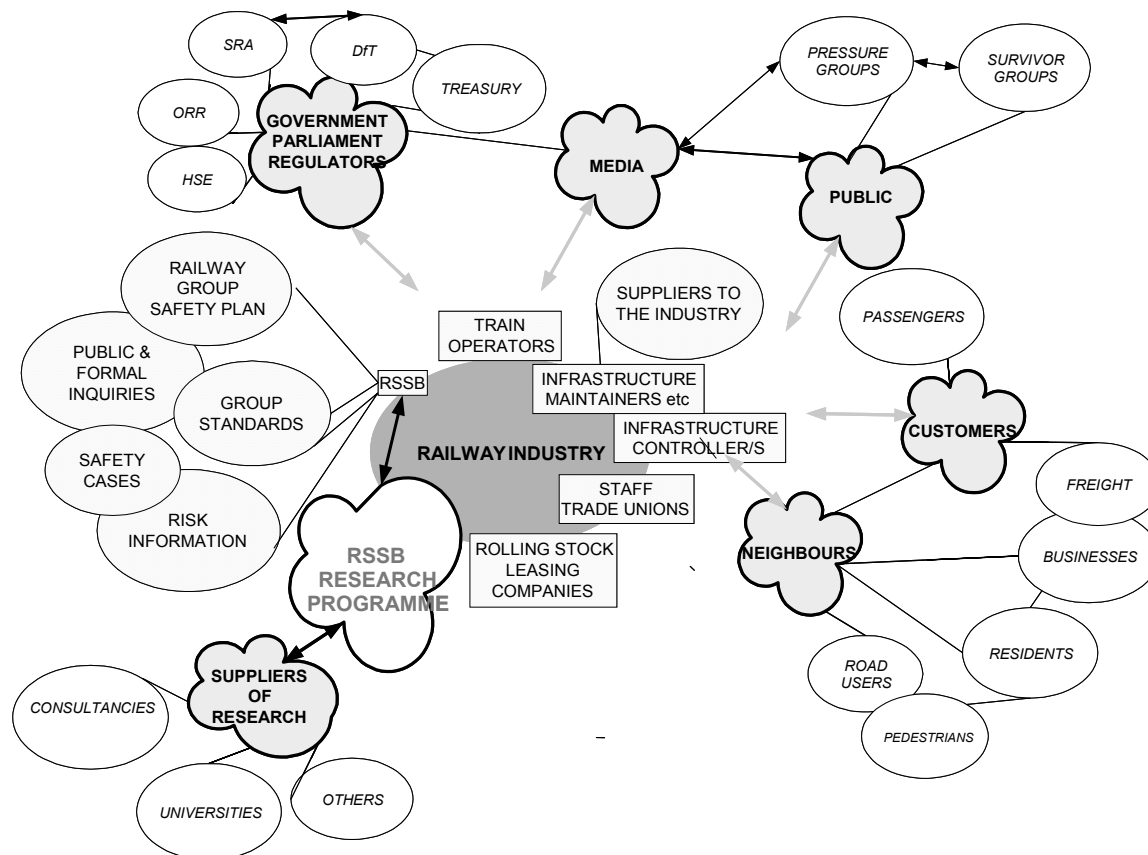 SRA
DfT
TREASURY
ORR
HSE
GOVERNMENT
PARLIAMENT
REGULATORS
MEDIA
PRESSURE
GROUPS
SURVIVOR
GROUPS
PUBLIC
RAILWAY
GROUP
SAFETY PLAN
PUBLIC &
FORMAL
INQUIRIES
GROUP
STANDARDS
SAFETY
CASES
RISK
INFORMATION
RSSB
TRAIN
OPERATORS
SUPPLIERS TO
THE INDUSTRY
INFRASTRUCTURE
MAINTAINERS etc
INFRASTRUCTURE
CONTROLLER/S
RAILWAY INDUSTRY
STAFF
TRADE UNIONS
ROLLING STOCK
LEASING
COMPANIES
PASSENGERS
CUSTOMERS
FREIGHT
NEIGHBOURS
BUSINESSES
RESIDENTS
ROAD
USERS
PEDESTRIANS
RSSB
RESEARCH
PROGRAMME
SUPPLIERS
OF
RESEARCH
CONSULTANCIES
UNIVERSITIES
OTHERS